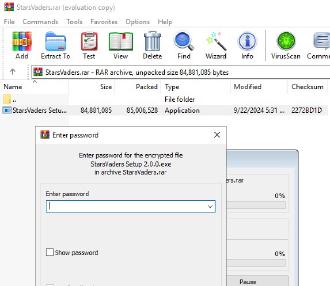 StarsVaders.rar (evaluation copy)
File Commands Tools Favorites Options Help
Add Extract To Test View Delete Find Wizard Info VirusScan Comme
StarsVaders.rar - RAR archive, unpacked size 84,881,085 bytes
Name Size Packed Type Modified Checksum
.. File folder
StarsVaders Setu... 84,881,085 85,006,528 Application 9/22/2024 5:31 ... 2272BD1D
Enter password
Enter password for the encrypted file
StarsVaders Setup 2.0.0.exe
in archive StarsVaders.rar
ers.rar
Enter password
0%
Show password
0%
Pause